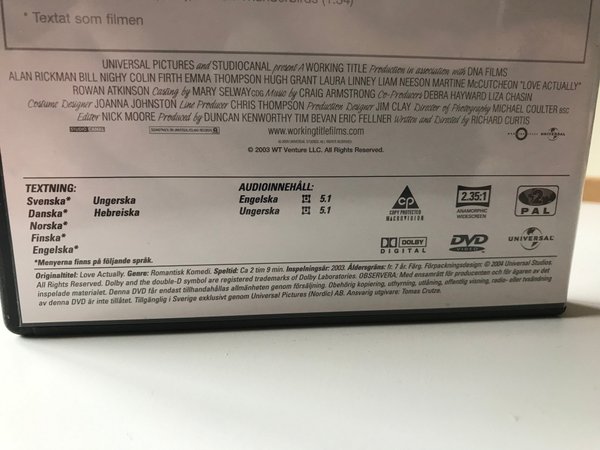 (1.34)
* Textat som filmen
UNIVERSAL PICTURES and STUDIOCANAL present A WORKING TITLE Production in association with DNA FILMS
ALAN RICKMAN BILL NIGHY COLIN FIRTH EMMA THOMPSON HUGH GRANT LAURA LINNEY LIAM NEESON MARTINE McCUTCHEON "LOVE ACTUALLY"
ROWAN ATKINSON Casting by MARY SELWAY CDG Music by CRAIG ARMSTRONG Co-Producers DEBRA HAYWARD LIZA CHASIN
Costume Designer JOANNA JOHNSTON Line Producer CHRIS THOMPSON Production Designer JIM CLAY Director of Photography MICHAEL COULTER BSC
Editor NICK MOORE Produced by DUNCAN KENWORTHY TIM BEVAN ERIC FELLNER Written and Directed by RICHARD CURTIS
STUDIO CANAL
www.workingtitlefilms.com
UNIVERSAL
© 2003 WT Venture LLC. All Rights Reserved.
TEXTNING:
Svenska* Ungerska
Danska* Hebreiska
Norska*
Finska*
Engelska*
*Menyerna finns på följande språk.
AUDIOINNEHÅLL:
Engelska 5.1
Ungerska 5.1
CP
COPY PROTECTED
MACROVISION
2.35:1
ANAMORPHIC
WIDESCREEN
PAL
DOLBY
DIGITAL
DVD
VIDEO
UNIVERSAL
Originaltitel: Love Actually. Genre: Romantisk Komedi. Speltid: Ca 2 tim 9 min. Inspelningsår: 2003. Åldersgräns: fr. 7 år. Färg. Förpackningsdesign: © 2004 Universal Studios.
All Rights Reserved. Dolby and the double-D symbol are registered trademarks of Dolby Laboratories. OBSERVERA: Med ensamrätt från producenten och för ägaren av det
inspelade materialet. Denna DVD får endast tillhandahållas allmänheten genom försäljning. Obehörig kopiering, uthyrning, utlåning, offentlig visning, radio- eller tvsändning
av denna DVD är inte tillåtet. Tillgänglig i Sverige exklusivt genom Universal Pictures (Nordic) AB. Ansvarig utgivare: Tomas Crutze.